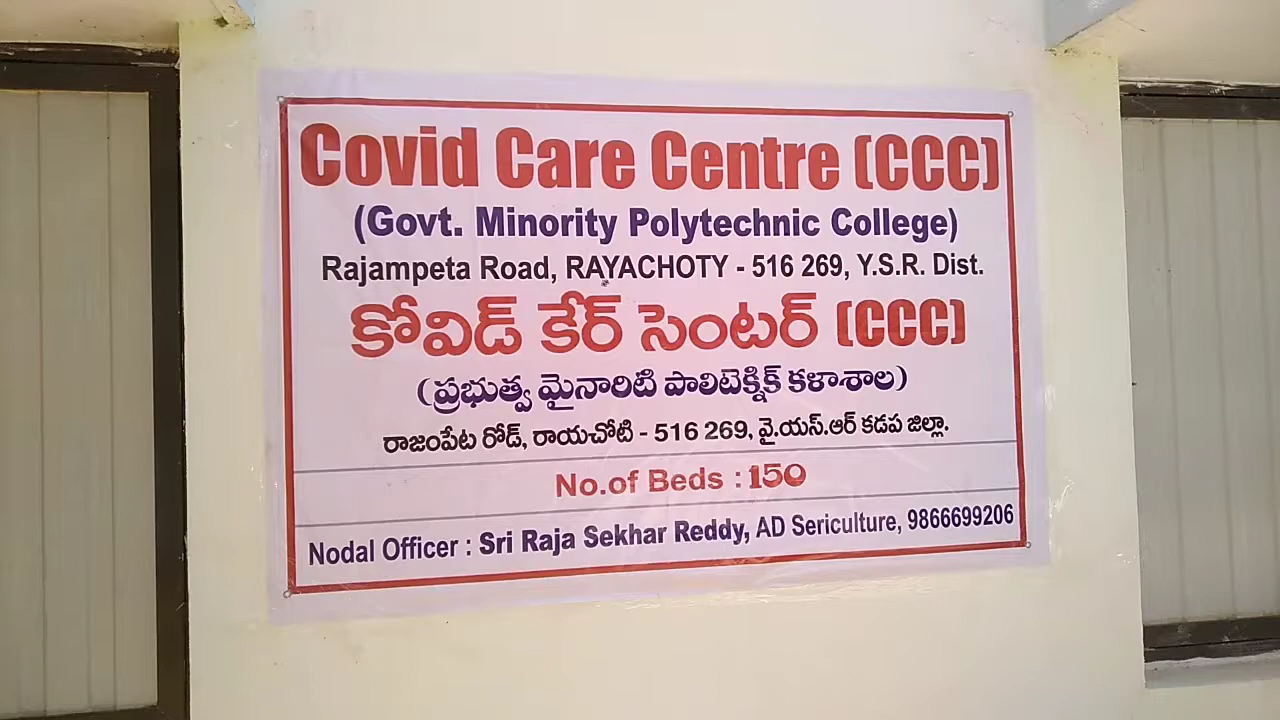 Covid Care Centre (CCC)
(Govt. Minority Polytechnic College)
Rajampeta Road, RAYACHOTY - 516 269, Y.S.R. Dist.
కోవిడ్ కేర్ సెంటర్ (CCC)
(ప్రభుత్వ మైనారిటి పాలిటెక్నిక్ కళాశాల)
రాజంపేట రోడ్, రాయచోటి - 516 269, వై.యస్.ఆర్ కడప జిల్లా.
No.of Beds : 150
Nodal Officer : Sri Raja Sekhar Reddy, AD Sericulture, 9866699206